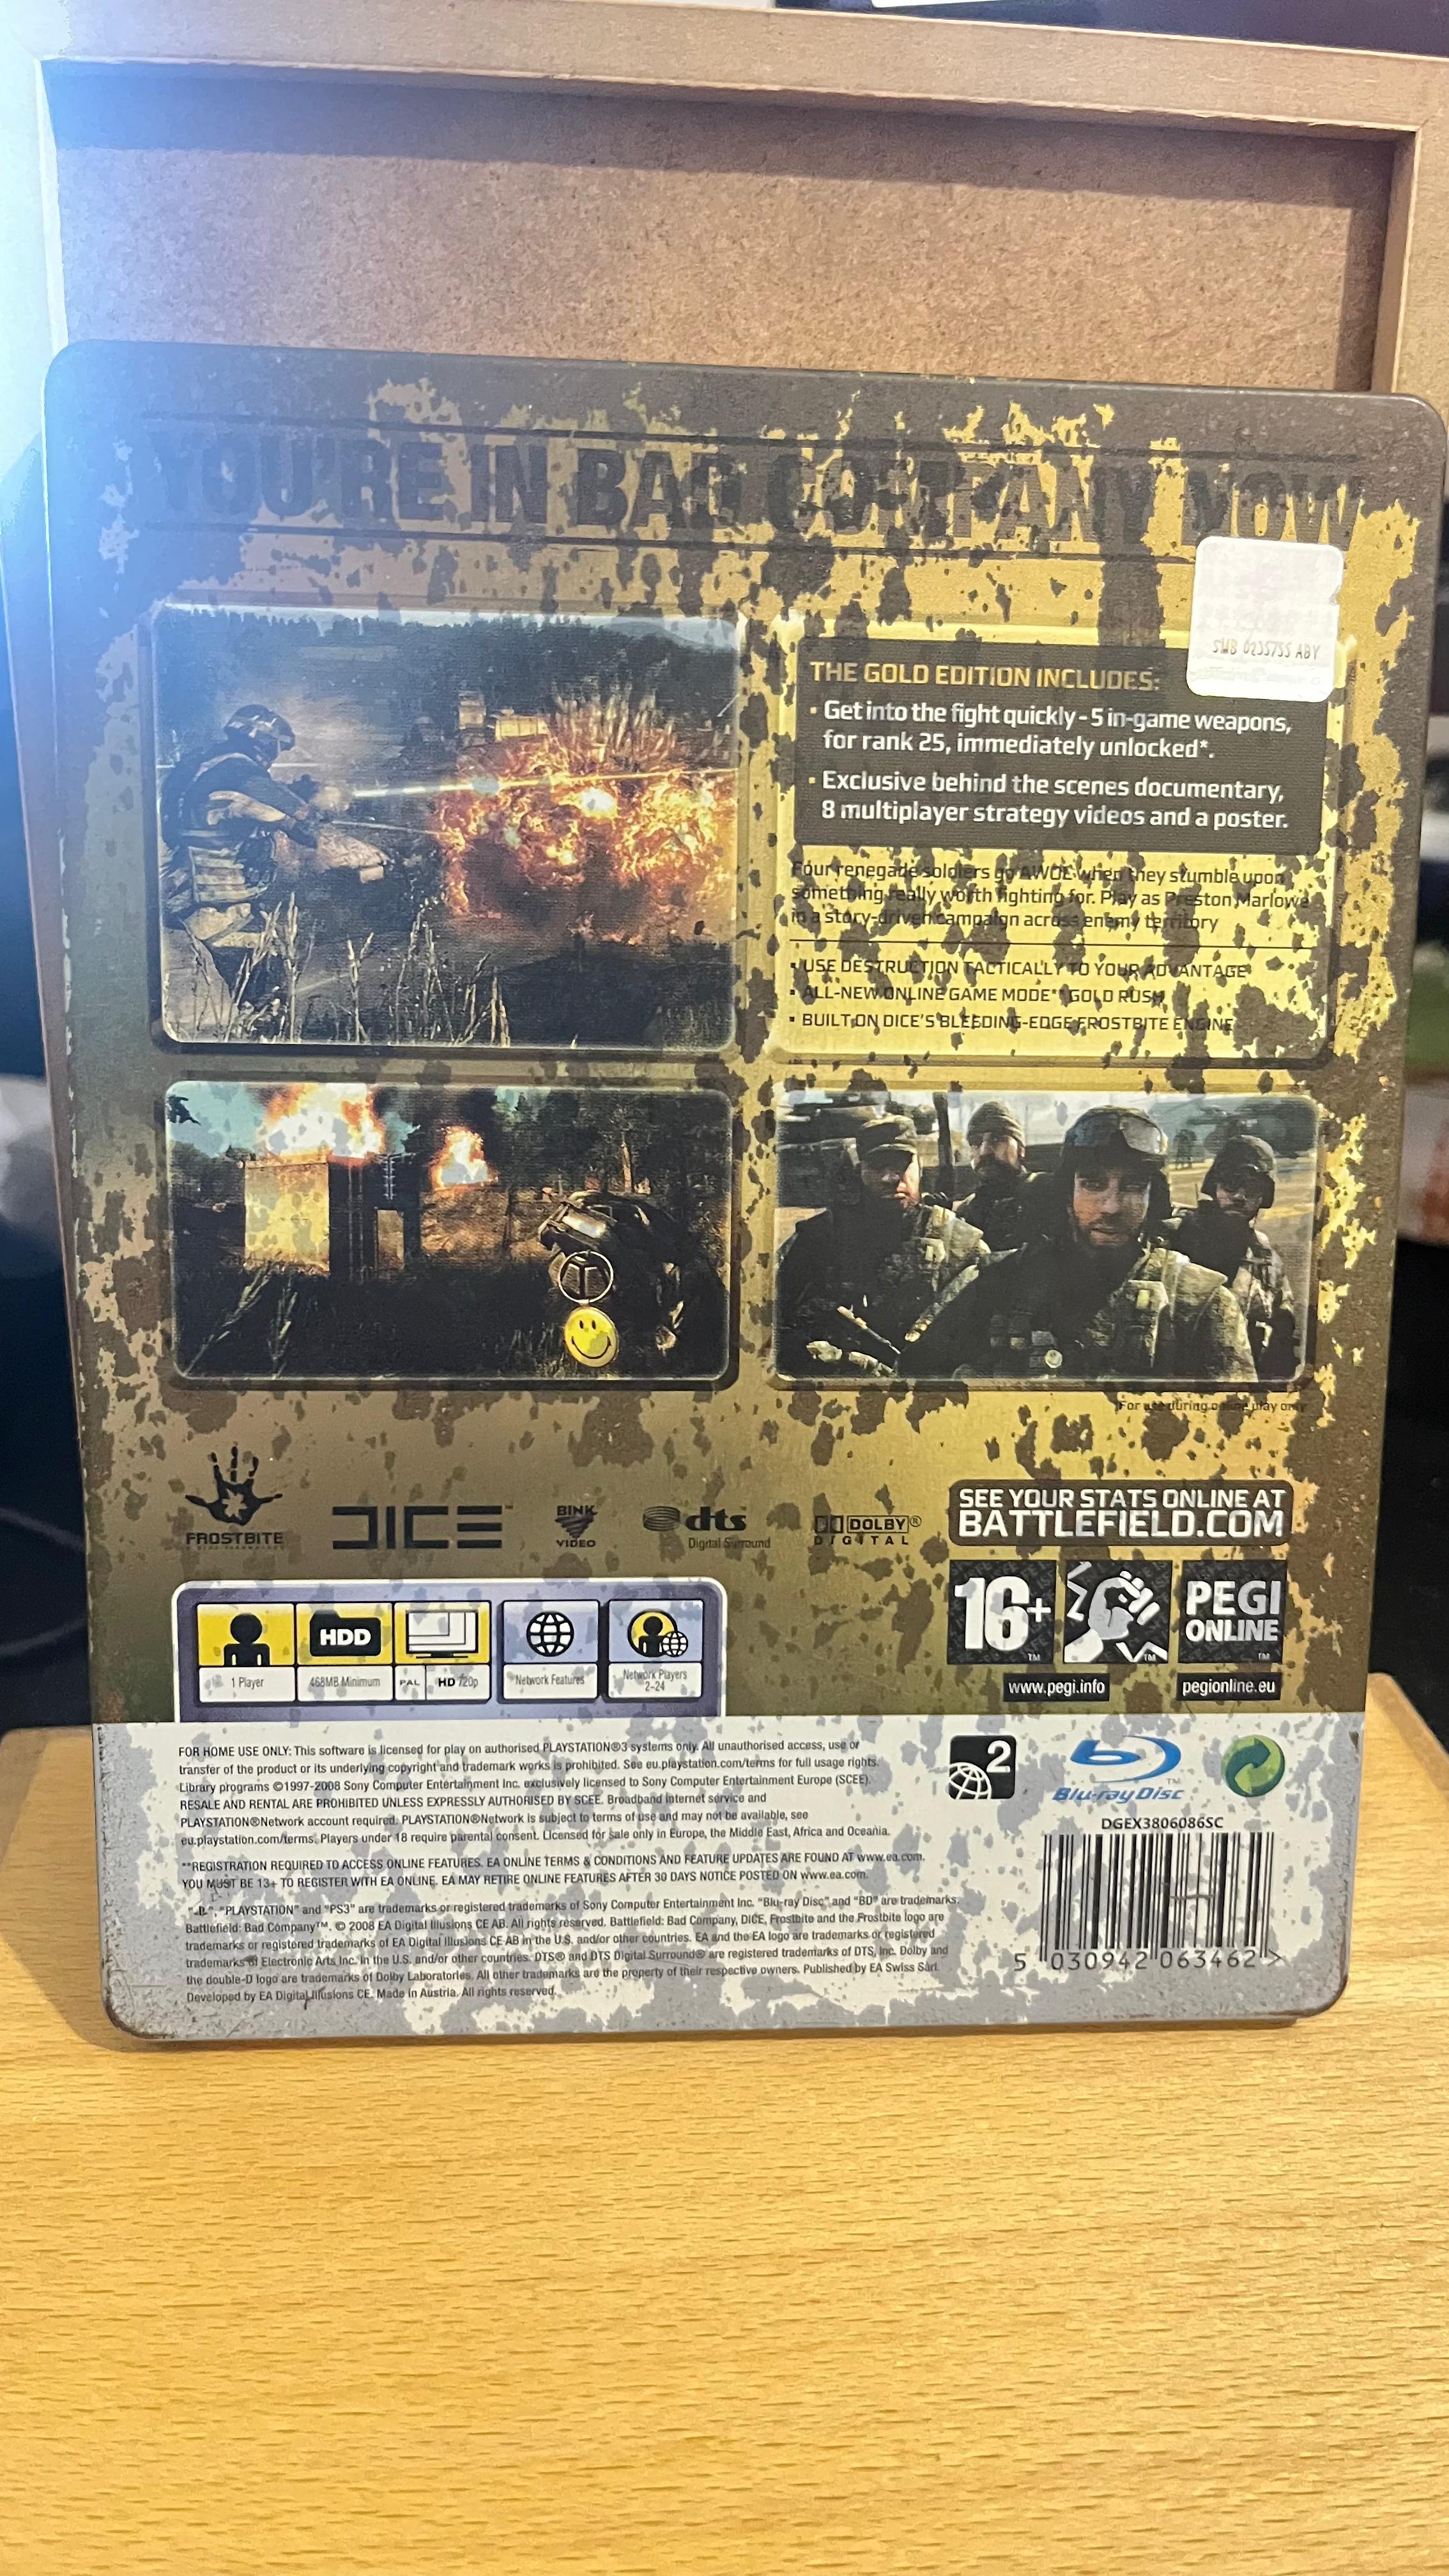 YOU'RE IN BAD COMPANY NOW
SWB 0235755 ABY
THE GOLD EDITION INCLUDES:
• Get into the fight quickly - 5 in-game weapons,
for rank 25, immediately unlocked*.
• Exclusive behind the scenes documentary,
8 multiplayer strategy videos and a poster.
Four renegade soldiers go AWOL when they stumble upon
something really worth fighting for. Play as Preston Marlowe
in a story-driven campaign across enemy territory
▪ USE DESTRUCTION TACTICALLY TO YOUR ADVANTAGE
▪ ALL-NEW ONLINE GAME MODE** GOLD RUSH
▪ BUILT ON DICE'S BLEEDING-EDGE FROSTBITE ENGINE
*For use during online play only
FROSTBITE
DICE™
BINK
VIDEO
dts
Digital Surround
DOLBY®
DIGITAL
SEE YOUR STATS ONLINE AT
BATTLEFIELD.COM
16+
TM
TM
PEGI
ONLINE
TM
www.pegi.info
pegionline.eu
HDD
1 Player
468MB Minimum
PAL
HD 720p
Network Features
Network Players
2-24
FOR HOME USE ONLY: This software is licensed for play on authorised PLAYSTATION®3 systems only. All unauthorised access, use or
transfer of the product or its underlying copyright and trademark works is prohibited. See eu.playstation.com/terms for full usage rights.
Library programs ©1997-2008 Sony Computer Entertainment Inc. exclusively licensed to Sony Computer Entertainment Europe (SCEE).
RESALE AND RENTAL ARE PROHIBITED UNLESS EXPRESSLY AUTHORISED BY SCEE. Broadband internet service and
PLAYSTATION®Network account required. PLAYSTATION®Network is subject to terms of use and may not be available, see
eu.playstation.com/terms. Players under 18 require parental consent. Licensed for sale only in Europe, the Middle East, Africa and Oceania.
**REGISTRATION REQUIRED TO ACCESS ONLINE FEATURES. EA ONLINE TERMS & CONDITIONS AND FEATURE UPDATES ARE FOUND AT www.ea.com.
YOU MUST BE 13+ TO REGISTER WITH EA ONLINE. EA MAY RETIRE ONLINE FEATURES AFTER 30 DAYS NOTICE POSTED ON www.ea.com.
"PLAYSTATION" and "PS3" are trademarks or registered trademarks of Sony Computer Entertainment Inc. "Blu-ray Disc" and "BD" are trademarks.
Battlefield: Bad Company™, © 2008 EA Digital Illusions CE AB. All rights reserved. Battlefield: Bad Company, DICE, Frostbite and the Frostbite logo are
trademarks or registered trademarks of EA Digital Illusions CE AB in the U.S. and/or other countries. EA and the EA logo are trademarks or registered
trademarks of Electronic Arts Inc. in the U.S. and/or other countries. DTS® and DTS Digital Surround® are registered trademarks of DTS, Inc. Dolby and
the double-D logo are trademarks of Dolby Laboratories. All other trademarks are the property of their respective owners. Published by EA Swiss Sàrl.
Developed by EA Digital Illusions CE. Made in Austria. All rights reserved.
2
Blu-ray Disc™
DGEX3806086SC
5 030942 063462 >